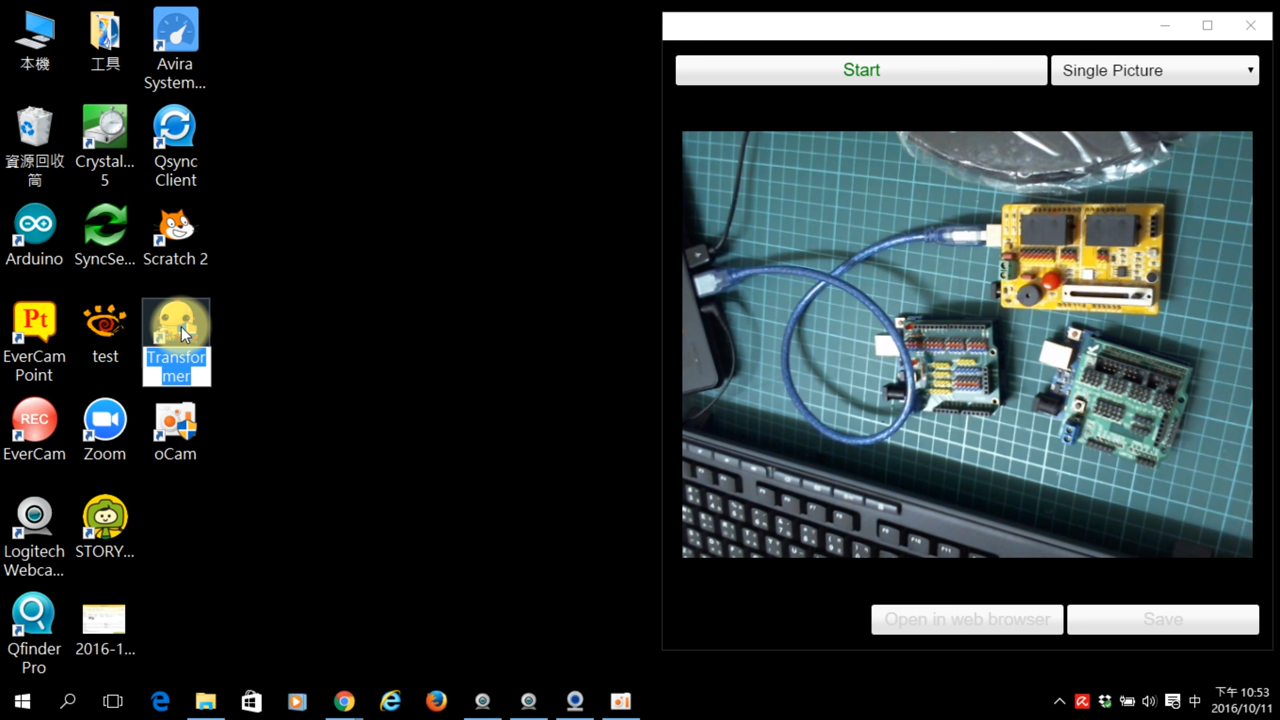 本機
工具
Avira
System...
資源回收
筒
Crystal...
5
Qsync
Client
Arduino
SyncSe...
Scratch 2
Pt
EverCam
Point
test
Transfor
mer
REC
EverCam
Zoom
oCam
Logitech
Webca...
STORY...
Qfinder
Pro
2016-1...
Start
Single Picture
Open in web browser
Save
中
下午 10:53
2016/10/11